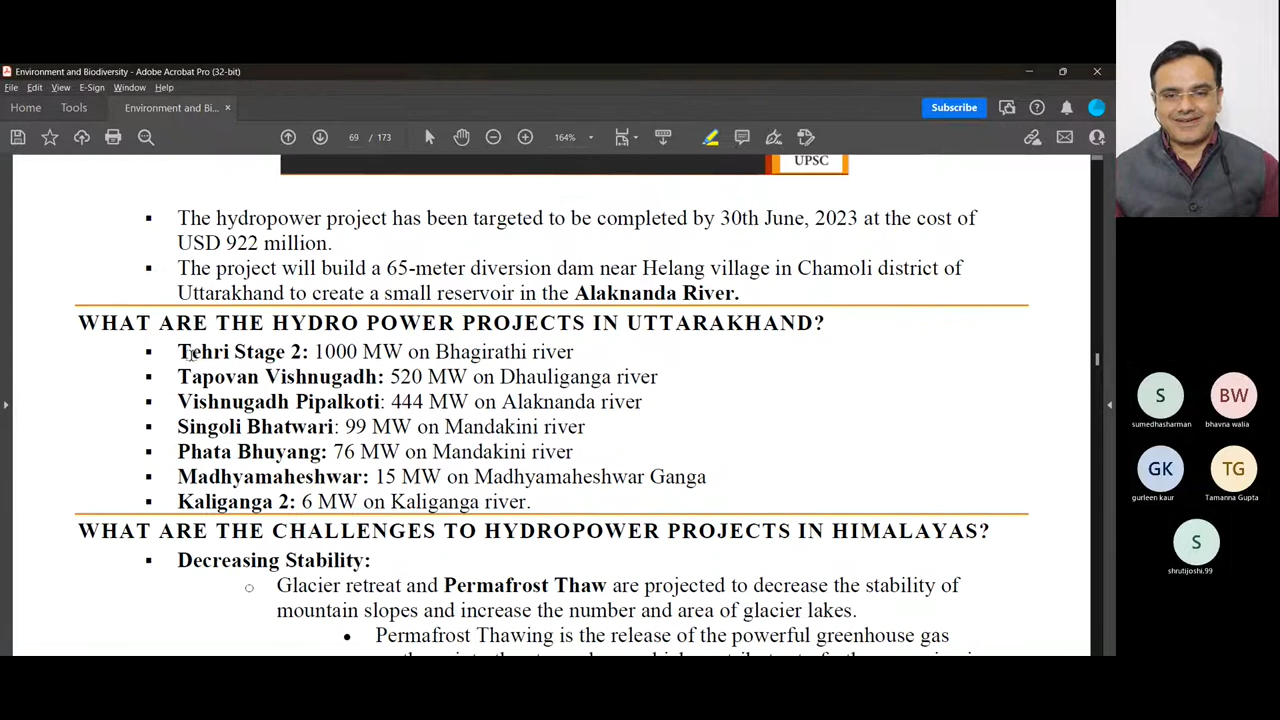 Environment and Biodiversity - Adobe Acrobat Pro (32-bit)
File Edit View E-Sign Window Help
Home Tools Environment and Bi... × Subscribe
69 / 173 164%
UPSC
▪ The hydropower project has been targeted to be completed by 30th June, 2023 at the cost of
USD 922 million.
▪ The project will build a 65-meter diversion dam near Helang village in Chamoli district of
Uttarakhand to create a small reservoir in the Alaknanda River.
WHAT ARE THE HYDRO POWER PROJECTS IN UTTARAKHAND?
▪ Tehri Stage 2: 1000 MW on Bhagirathi river
▪ Tapovan Vishnugadh: 520 MW on Dhauliganga river
▪ Vishnugadh Pipalkoti: 444 MW on Alaknanda river
▪ Singoli Bhatwari: 99 MW on Mandakini river
▪ Phata Bhuyang: 76 MW on Mandakini river
▪ Madhyamaheshwar: 15 MW on Madhyamaheshwar Ganga
▪ Kaliganga 2: 6 MW on Kaliganga river.
WHAT ARE THE CHALLENGES TO HYDROPOWER PROJECTS IN HIMALAYAS?
▪ Decreasing Stability:
○ Glacier retreat and Permafrost Thaw are projected to decrease the stability of
mountain slopes and increase the number and area of glacier lakes.
• Permafrost Thawing is the release of the powerful greenhouse gas
S BW
sumedhasharman bhavna walia
GK TG
gurleen kaur Tamanna Gupta
S
shrutijoshi.99